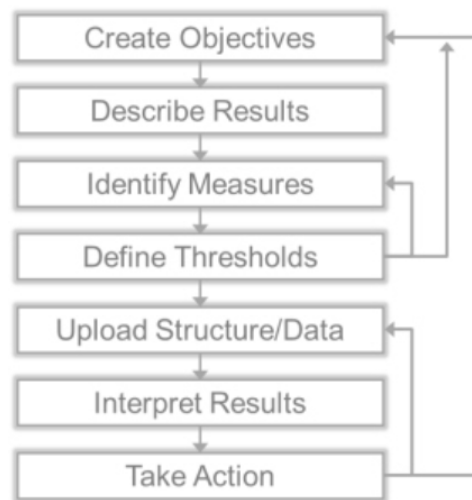 Create Objectives
Describe Results
Identify Measures
Define Thresholds
Upload Structure/Data
Interpret Results
Take Action